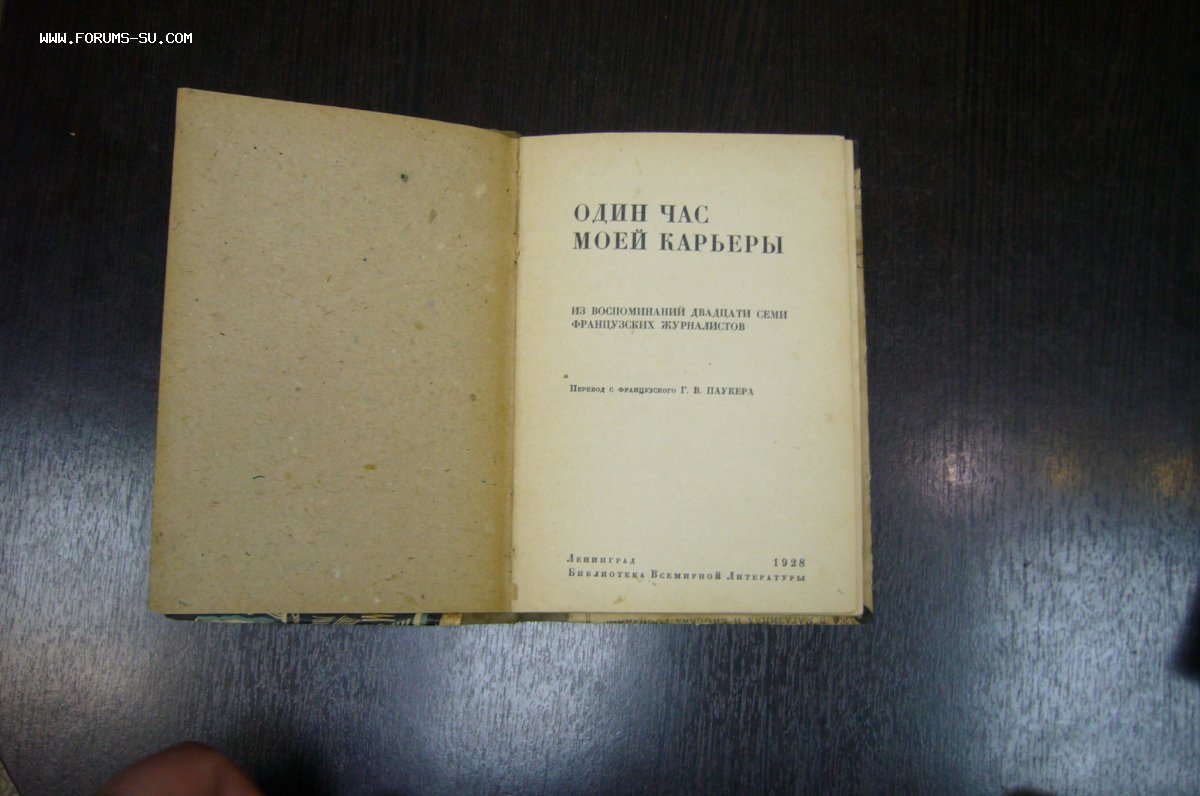 WWW.FORUMS-SU.COM
ОДИН ЧАС
МОЕЙ КАРЬЕРЫ
ИЗ ВОСПОМИНАНИЙ ДВАДЦАТИ СЕМИ
ФРАНЦУЗСКИХ ЖУРНАЛИСТОВ
Перевод с французского Г. В. ПАУКЕРА
Ленинград 1928
Библиотека Всемирной Литературы